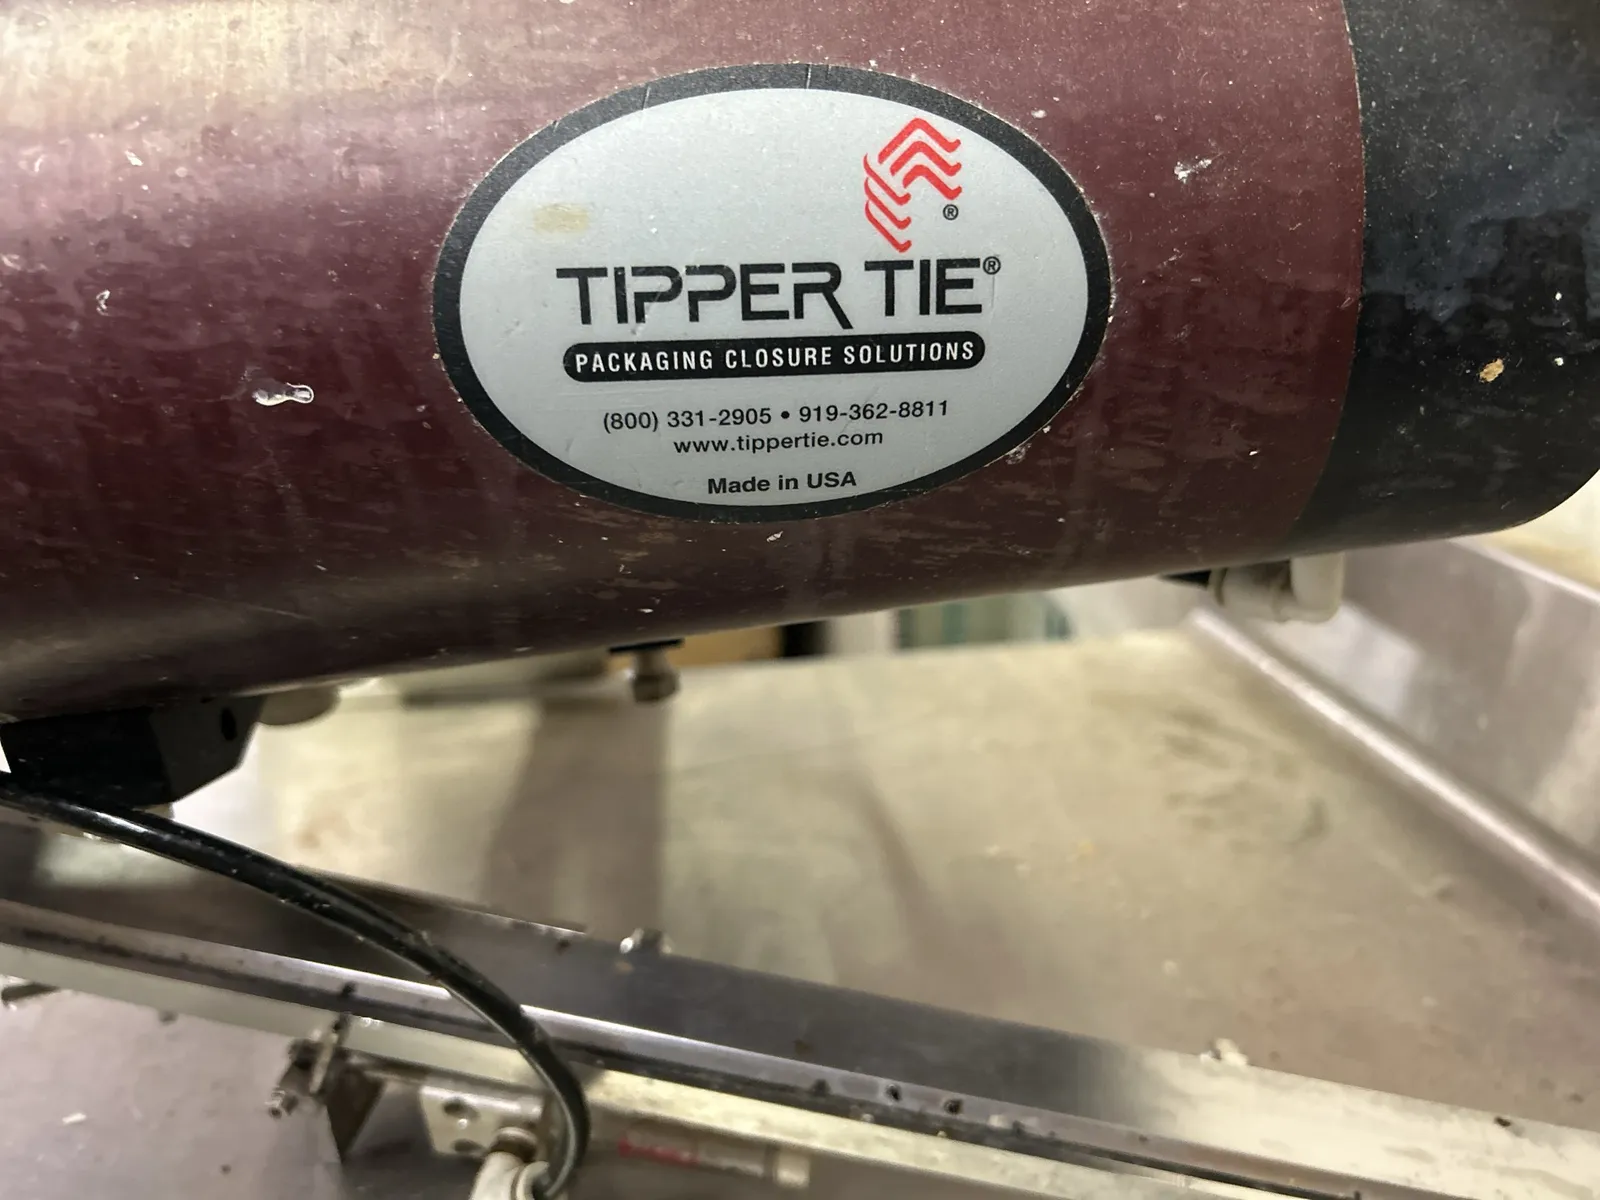 ®
TIPPER TIE®
PACKAGING CLOSURE SOLUTIONS
(800) 331-2905 • 919-362-8811
www.tippertie.com
Made in USA